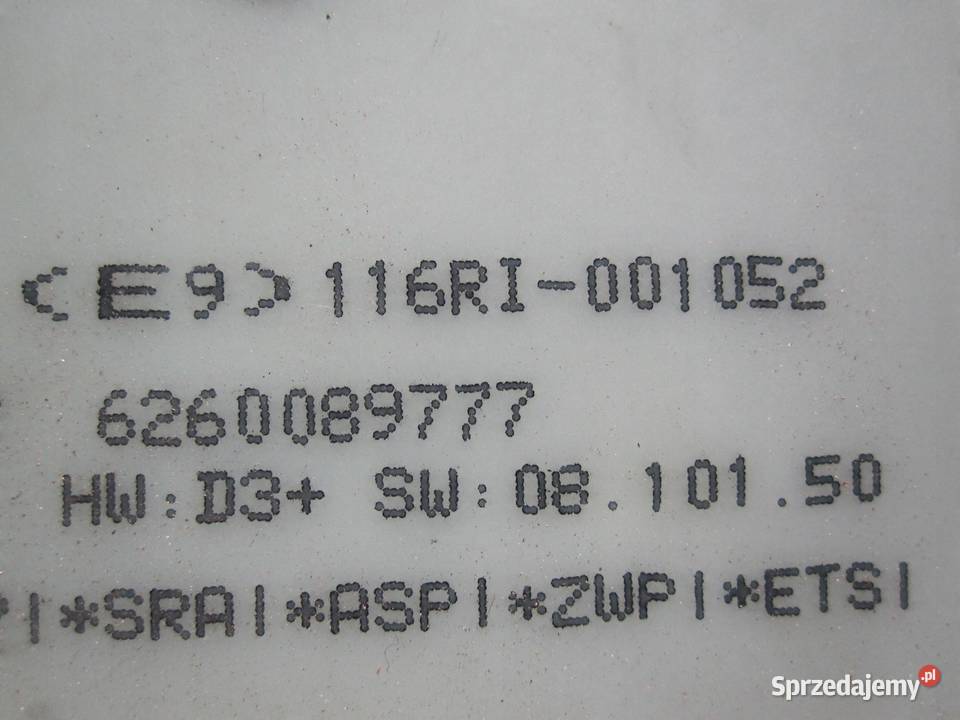 <E9>116RI-001052
6260089777
HW:D3+ SW:08.101.50
|*SRA|*ASP|*ZWP|*ETS|
Sprzedajemy.pl